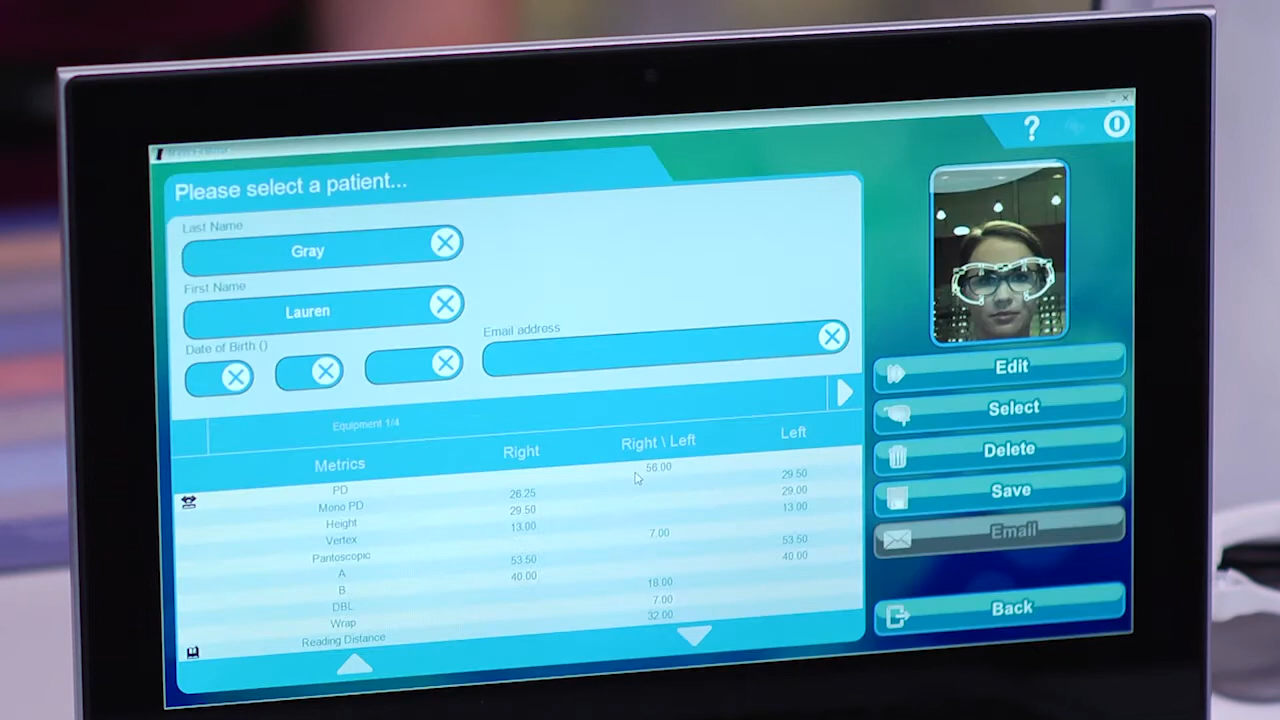 ?
Please select a patient...
Last Name
Gray
First Name
Lauren
Date of Birth ()
Email address
Equipment 1/4
Metrics Right Right \ Left Left
PD 56.00
Mono PD 26.25 29.50
Height 29.50 29.00
Vertex 13.00 13.00
Pantoscopic 7.00
A 53.50 53.50
B 40.00 40.00
DBL 18.00
Wrap 7.00
Reading Distance 32.00
Edit
Select
Delete
Save
Email
Back